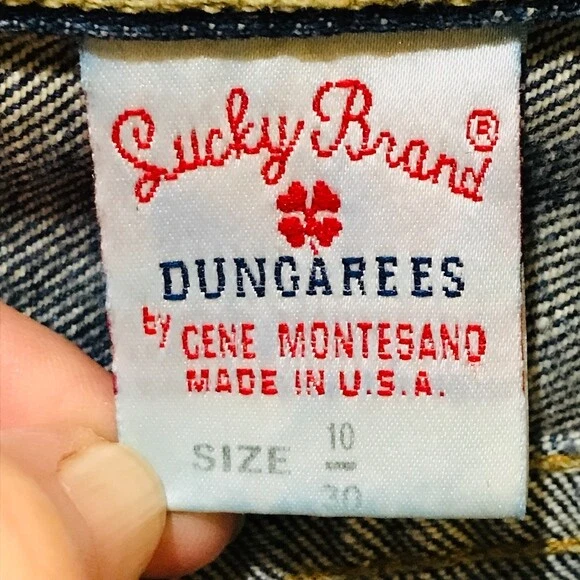 Lucky Brand®
DUNGAREES
by GENE MONTESANO
MADE IN U.S.A.
SIZE 10
30